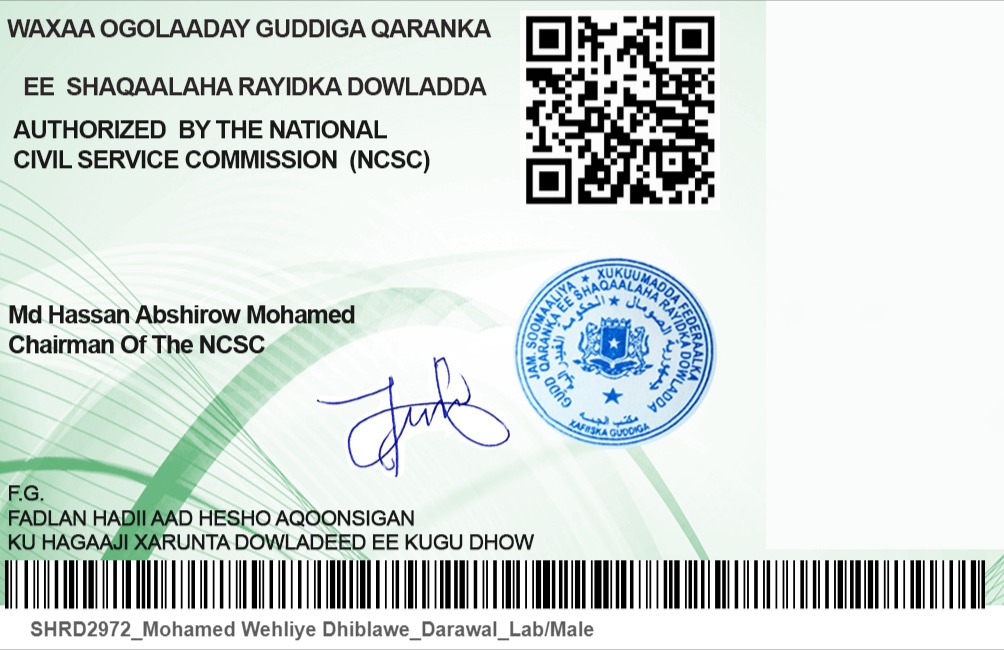 WAXAA OGOLAADAY GUDDIGA QARANKA
EE SHAQAALAHA RAYIDKA DOWLADDA
AUTHORIZED BY THE NATIONAL
CIVIL SERVICE COMMISSION (NCSC)
Md Hassan Abshirow Mohamed
Chairman Of The NCSC
JAM. SOOMAALIYA ★ XUKUUMADDA FEDERAALKA
GUDD QARANKA EE SHAQAALAHA RAYIDKA DOWLADDA
XAFIISKA GUDDIGA
F.G.
FADLAN HADII AAD HESHO AQOONSIGAN
KU HAGAAJI XARUNTA DOWLADEED EE KUGU DHOW
SHRD2972_Mohamed Wehliye Dhiblawe_Darawal_Lab/Male